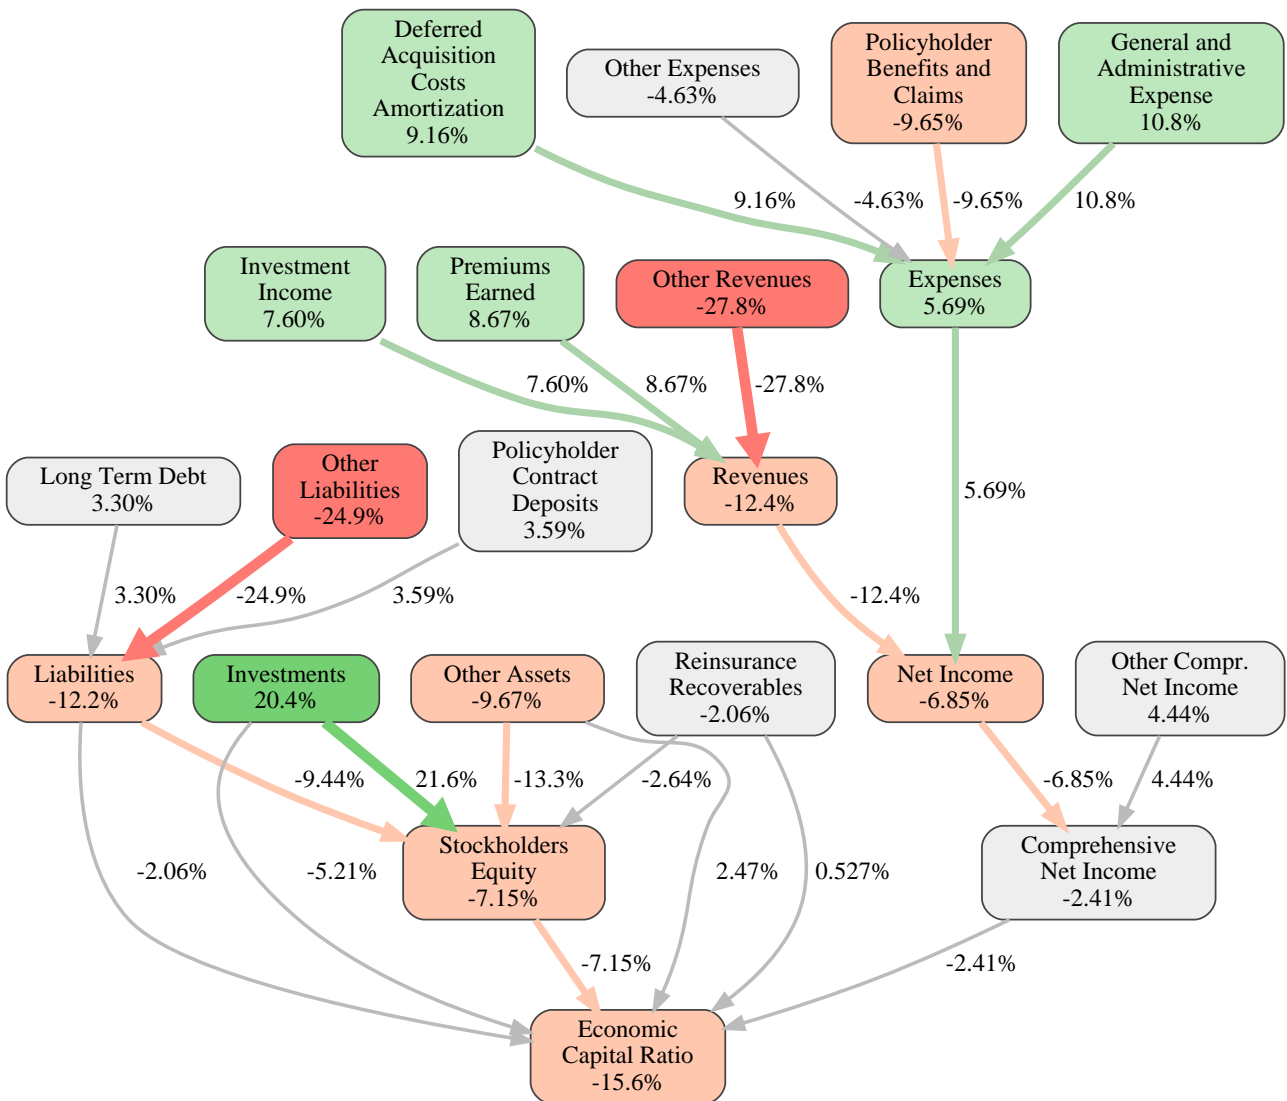 Deferred
Acquisition
Costs
Amortization
9.16%
Other Expenses
-4.63%
Policyholder
Benefits and
Claims
-9.65%
General and
Administrative
Expense
10.8%
9.16%
-4.63%
-9.65%
10.8%
Investment
Income
7.60%
Premiums
Earned
8.67%
Other Revenues
-27.8%
Expenses
5.69%
7.60%
8.67%
-27.8%
Long Term Debt
3.30%
Other
Liabilities
-24.9%
Policyholder
Contract
Deposits
3.59%
Revenues
-12.4%
5.69%
3.30%
-24.9%
3.59%
-12.4%
Liabilities
-12.2%
Investments
20.4%
Other Assets
-9.67%
Reinsurance
Recoverables
-2.06%
Net Income
-6.85%
Other Compr.
Net Income
4.44%
-9.44%
21.6%
-13.3%
-2.64%
-6.85%
4.44%
-2.06%
-5.21%
Stockholders
Equity
-7.15%
2.47%
0.527%
Comprehensive
Net Income
-2.41%
-7.15%
-2.41%
Economic
Capital Ratio
-15.6%